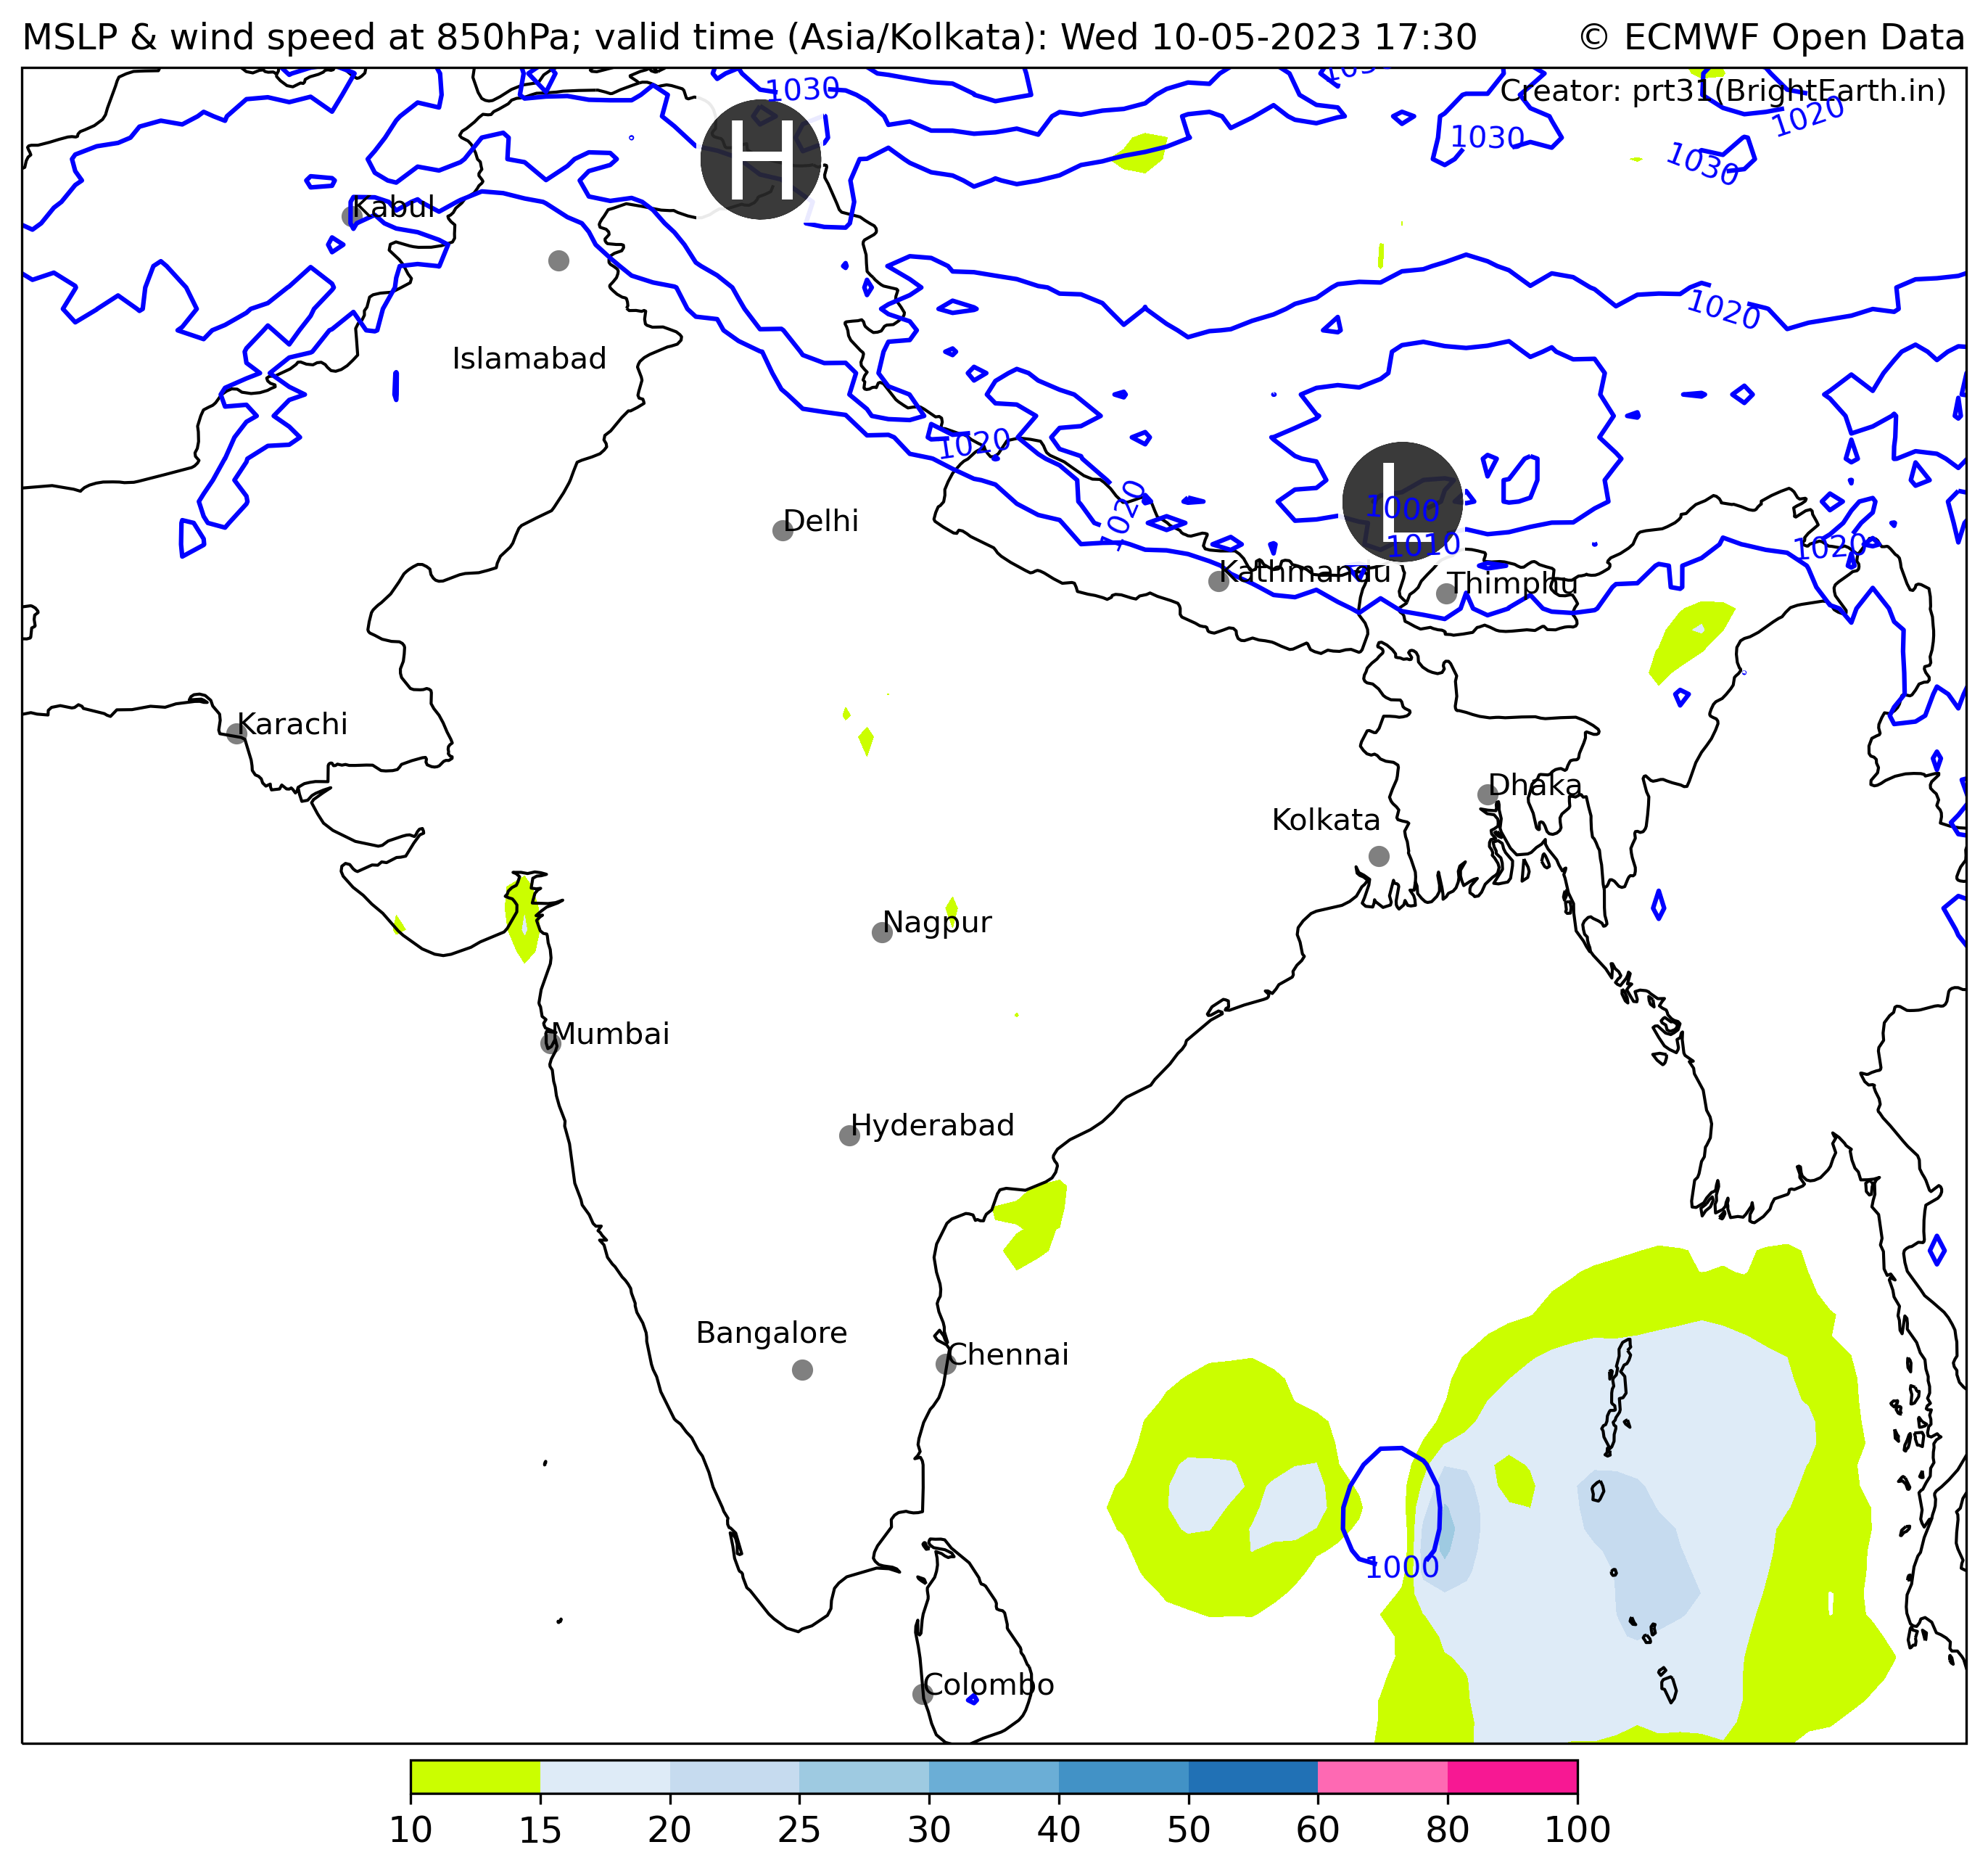 MSLP & wind speed at 850hPa; valid time (Asia/Kolkata): Wed 10-05-2023 17:30
© ECMWF Open Data
Creator: prt31(BrightEarth.in)
1030
H
1030
1020
1030
Kabul
1020
Islamabad
1020
1020
L
1000
1010
Delhi
1020
Kathmandu
Thimphu
Karachi
Dhaka
Kolkata
Nagpur
Mumbai
Hyderabad
Bangalore
Chennai
1000
Colombo
10 15 20 25 30 40 50 60 80 100